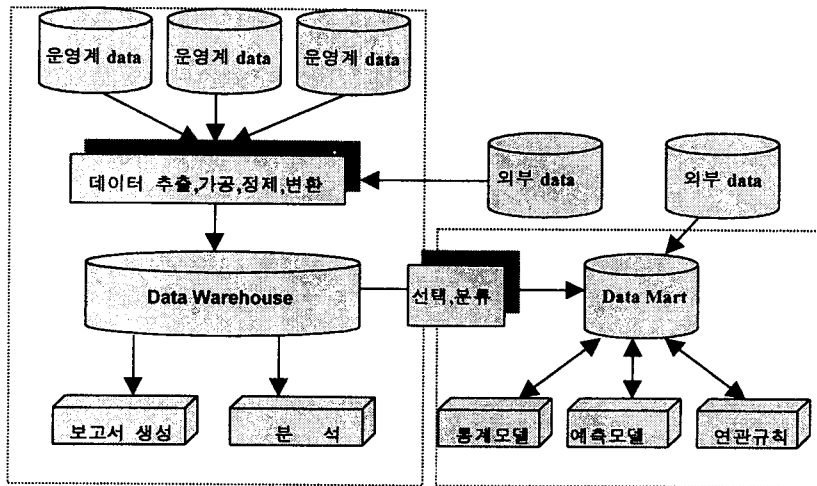 운영계 data
운영계 data
운영계 data
데이터 추출,가공,정제,변환
외부 data
외부 data
Data Warehouse
선택,분류
Data Mart
보고서 생성
분 석
통계모델
예측모델
연관규칙